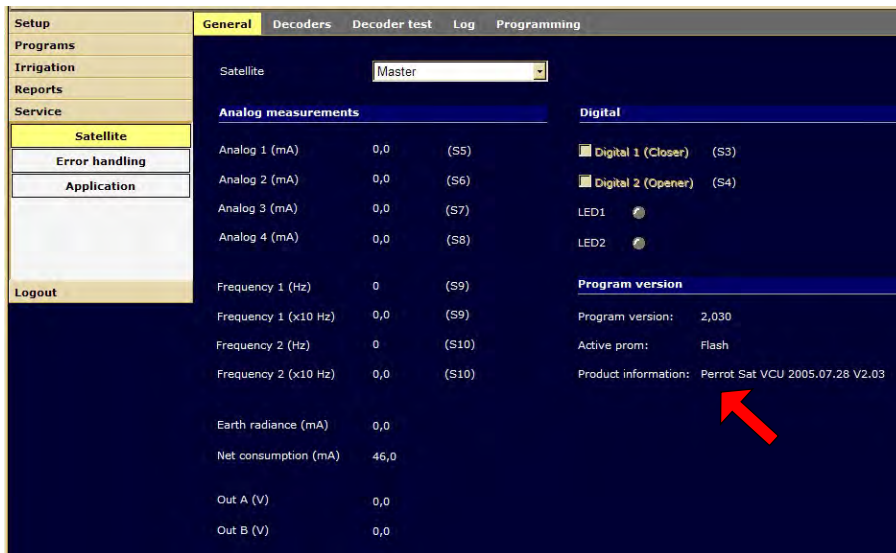 Setup
Programs
Irrigation
Reports
Service
Satellite
Error handling
Application
Logout
General Decoders Decoder test Log Programming
Satellite Master
Analog measurements
Analog 1 (mA) 0,0 (S5)
Analog 2 (mA) 0,0 (S6)
Analog 3 (mA) 0,0 (S7)
Analog 4 (mA) 0,0 (S8)
Frequency 1 (Hz) 0 (S9)
Frequency 1 (x10 Hz) 0,0 (S9)
Frequency 2 (Hz) 0 (S10)
Frequency 2 (x10 Hz) 0,0 (S10)
Earth radiance (mA) 0,0
Net consumption (mA) 46,0
Out A (V) 0,0
Out B (V) 0,0
Digital
Digital 1 (Closer) (S3)
Digital 2 (Opener) (S4)
LED1
LED2
Program version
Program version: 2,030
Active prom: Flash
Product information: Perrot Sat VCU 2005.07.28 V2.03